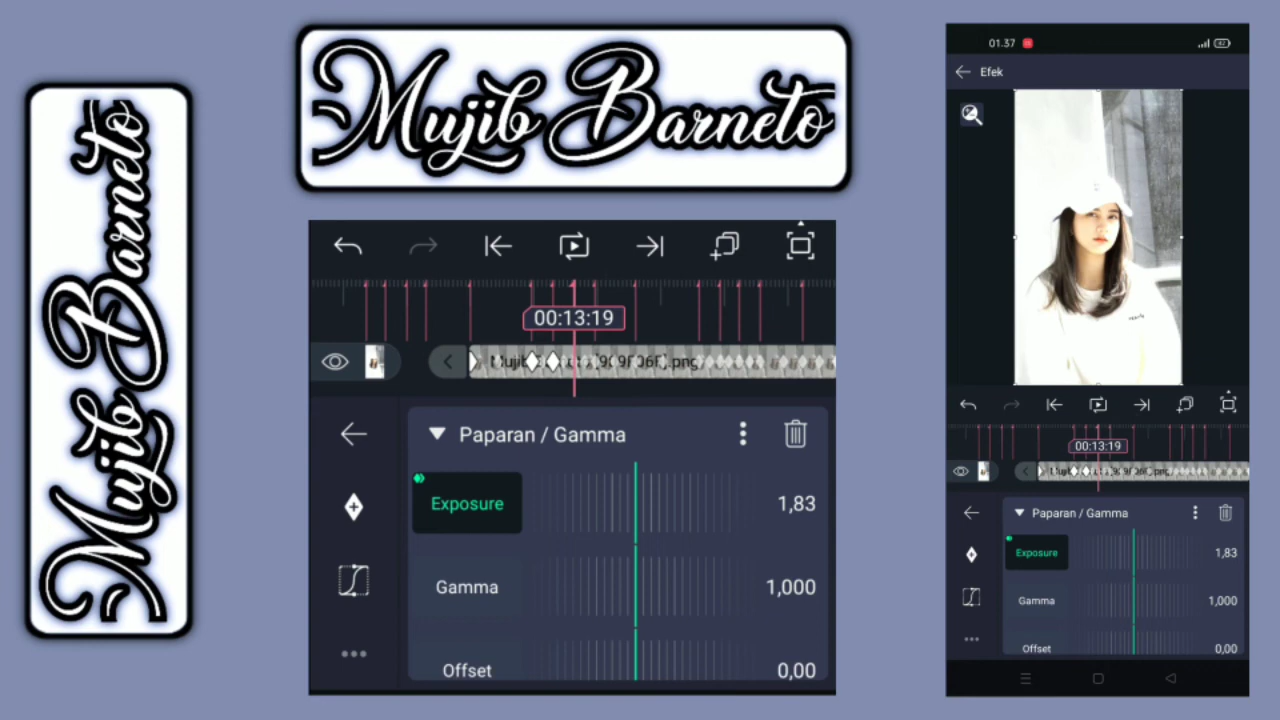 Mujib Barneto
Mujib Barneto
00:13:19
Paparan / Gamma
Exposure
1,83
Gamma
1,000
Offset
0,00
01.37
Efek
00:13:19
Paparan / Gamma
Exposure
1,83
Gamma
1,000
Offset
0,00